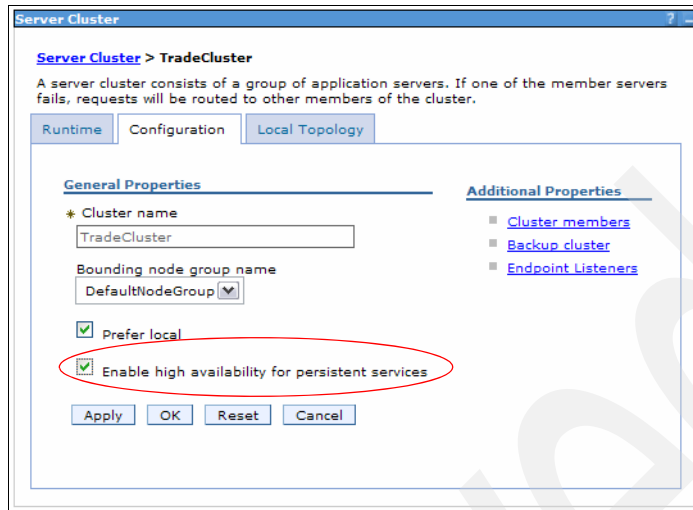 Server Cluster ? –
Server Cluster > TradeCluster
A server cluster consists of a group of application servers. If one of the member servers
fails, requests will be routed to other members of the cluster.
Runtime Configuration Local Topology
General Properties
* Cluster name
TradeCluster
Bounding node group name
DefaultNodeGroup
Prefer local
Enable high availability for persistent services
Apply OK Reset Cancel
Additional Properties
Cluster members
Backup cluster
Endpoint Listeners